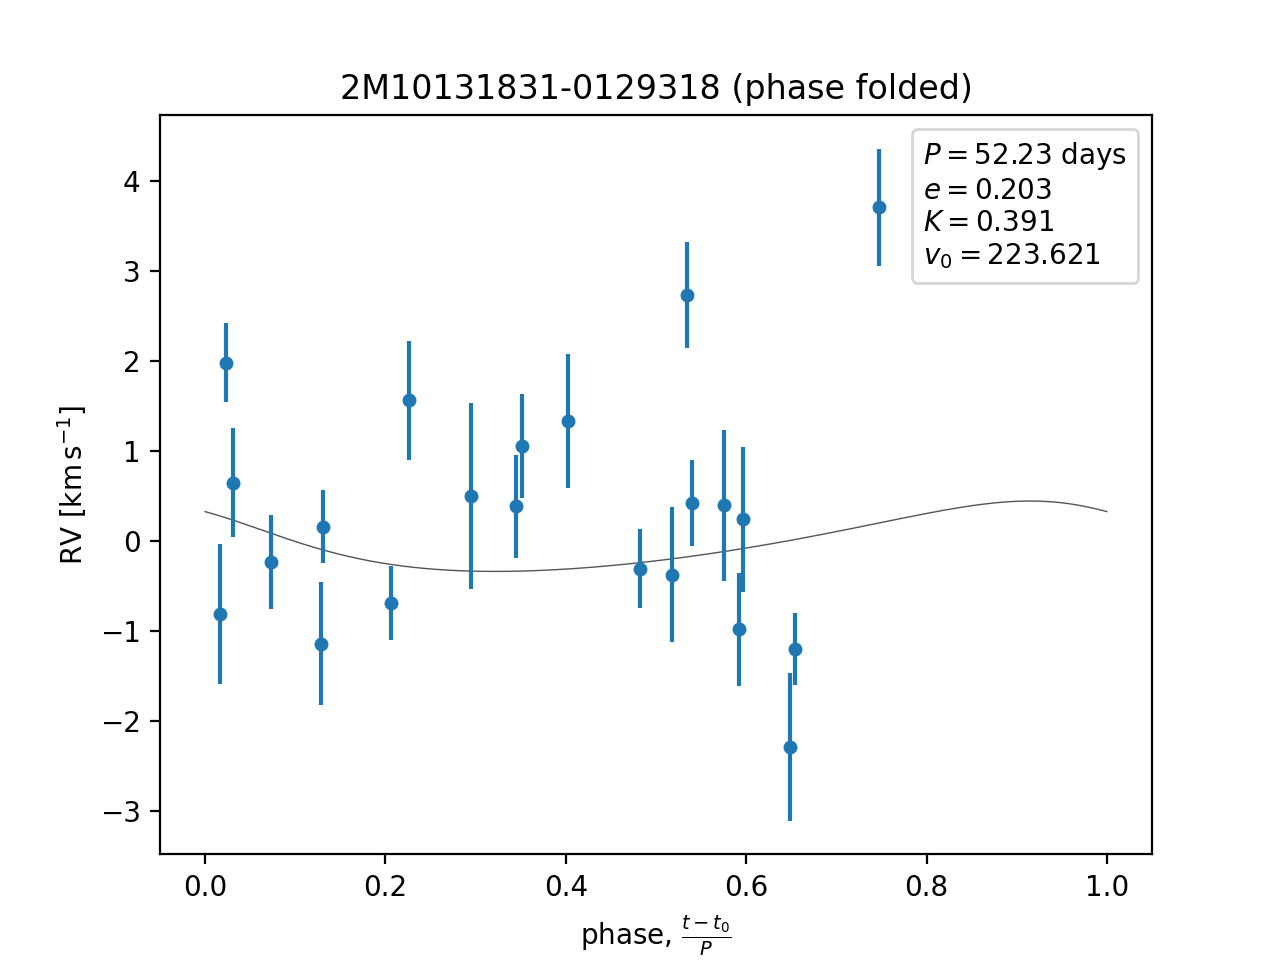 2M10131831-0129318 (phase folded)
P = 52.23 days
e = 0.203
K = 0.391
v₀ = 223.621
RV [km s⁻¹]
4
3
2
1
0
−1
−2
−3
0.0 0.2 0.4 0.6 0.8 1.0
phase, (t − t₀)/P